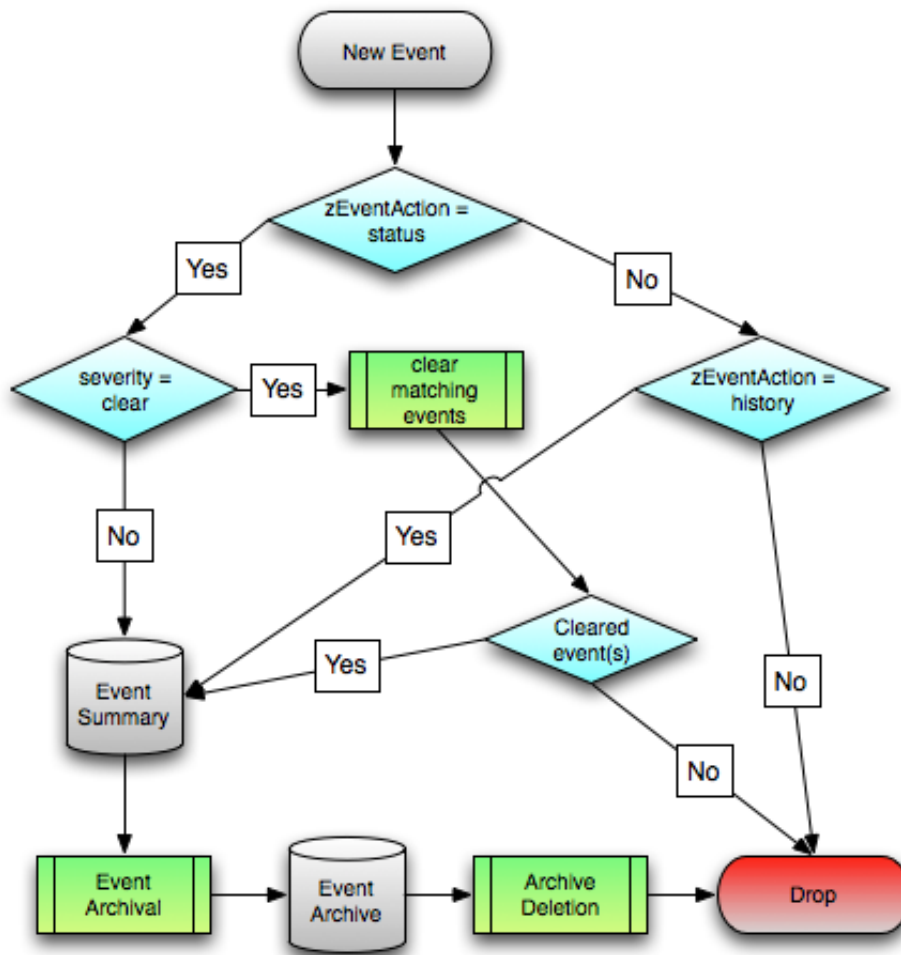 New Event
zEventAction =
status
Yes
No
severity =
clear
Yes
clear
matching
events
zEventAction =
history
No
Yes
Cleared
event(s)
Yes
No
Event
Summary
No
Event
Archival
Event
Archive
Archive
Deletion
Drop